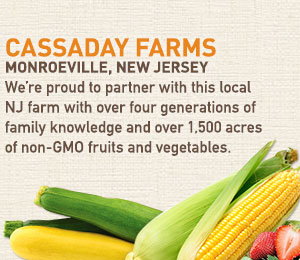 CASSADAY FARMS
MONROEVILLE, NEW JERSEY
We’re proud to partner with this local
NJ farm with over four generations of
family knowledge and over 1,500 acres
of non-GMO fruits and vegetables.